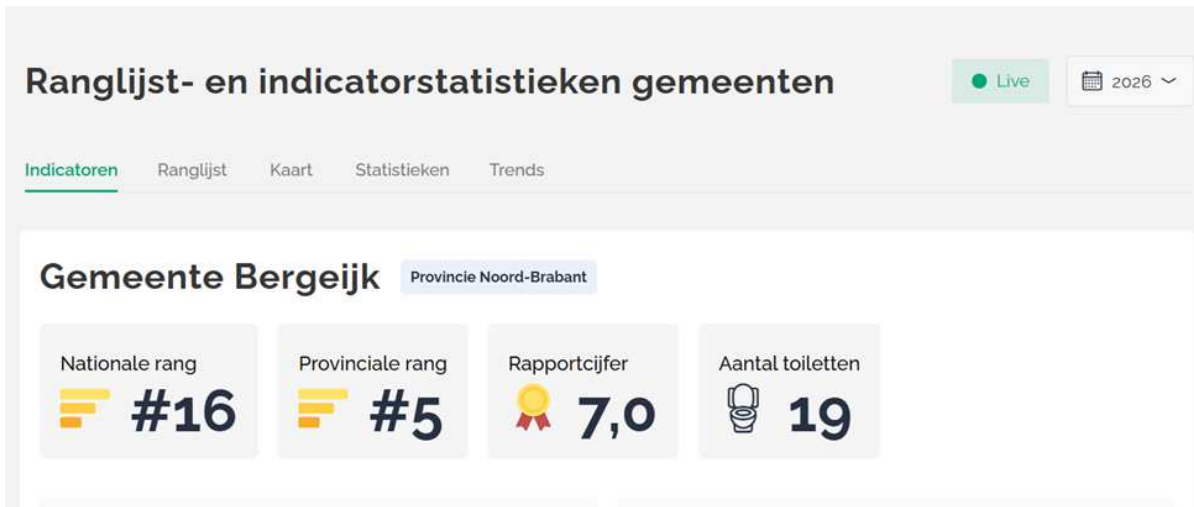 Ranglijst- en indicatorstatistieken gemeenten
Live
2026
Indicatoren Ranglijst Kaart Statistieken Trends
Gemeente Bergeijk Provincie Noord-Brabant
Nationale rang
#16
Provinciale rang
#5
Rapportcijfer
7,0
Aantal toiletten
19